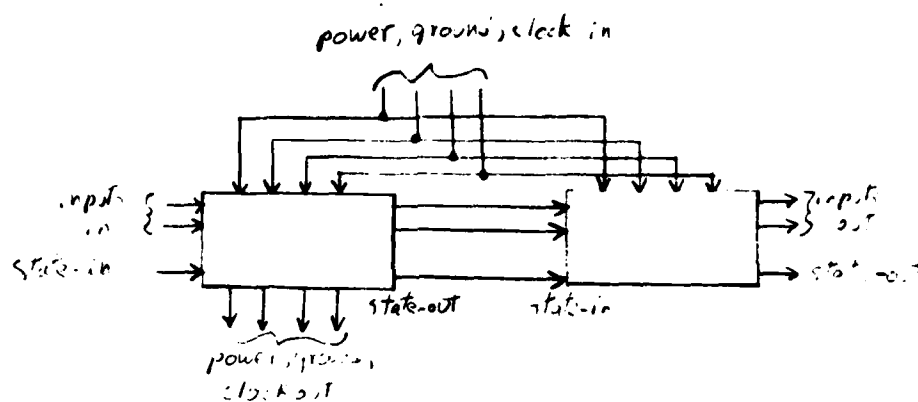 power, ground, clock in
inputs
in
inputs
out
state-in
state-out
state-out
state-in
power, ground,
clock out